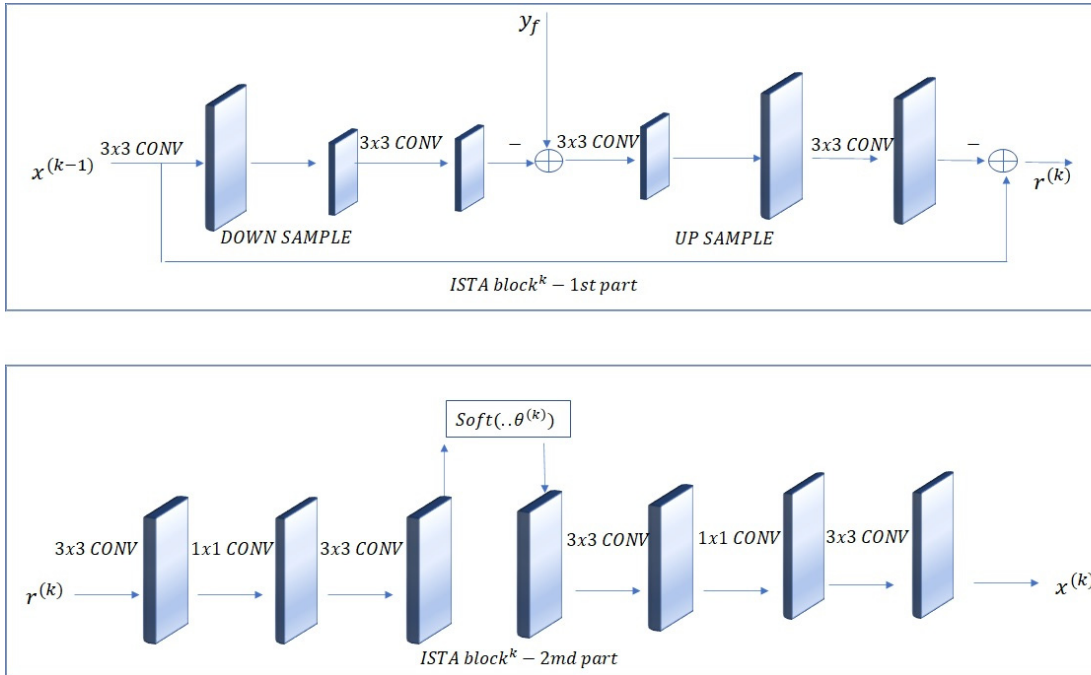 y_f
3x3 CONV
3x3 CONV
−
3x3 CONV
3x3 CONV
−
x^(k−1)
r^(k)
DOWN SAMPLE
UP SAMPLE
ISTA block^k − 1st part
Soft(..θ^(k))
3x3 CONV
1x1 CONV
3x3 CONV
3x3 CONV
1x1 CONV
3x3 CONV
r^(k)
x^(k)
ISTA block^k − 2md part